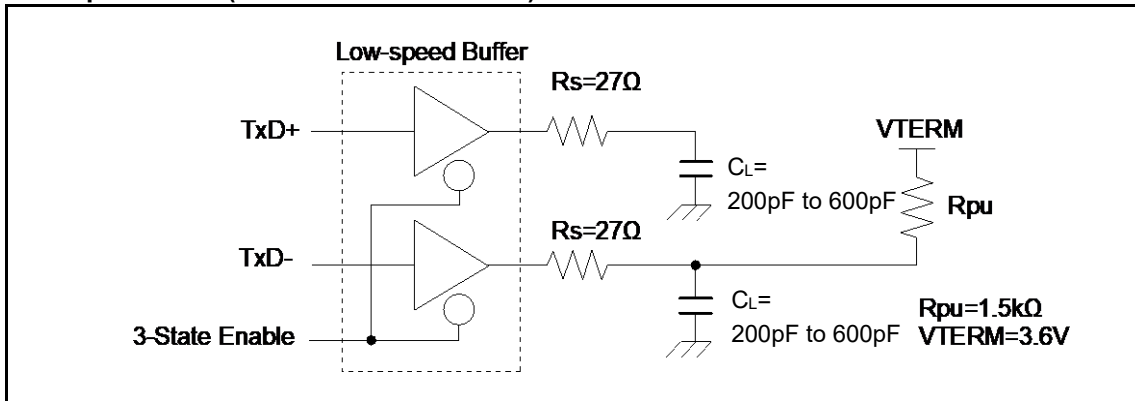 Low-speed Buffer
Rs=27Ω
TxD+
VTERM
CL=
200pF to 600pF
Rpu
Rs=27Ω
TxD-
CL=
200pF to 600pF
Rpu=1.5kΩ
VTERM=3.6V
3-State Enable